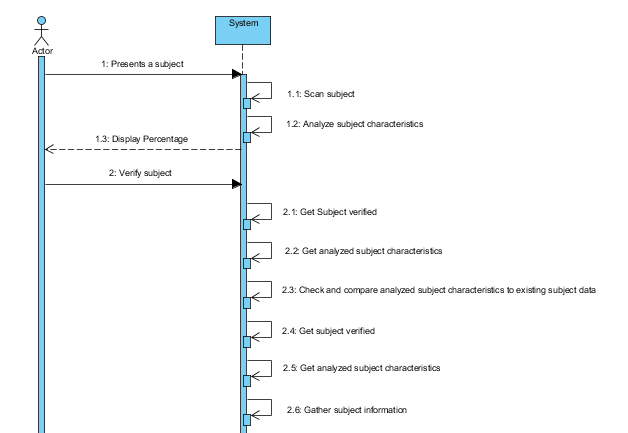 System
Actor
1: Presents a subject
1.1: Scan subject
1.2: Analyze subject characteristics
1.3: Display Percentage
2: Verify subject
2.1: Get Subject verified
2.2: Get analyzed subject characteristics
2.3: Check and compare analyzed subject characteristics to existing subject data
2.4: Get subject verified
2.5: Get analyzed subject characteristics
2.6: Gather subject information